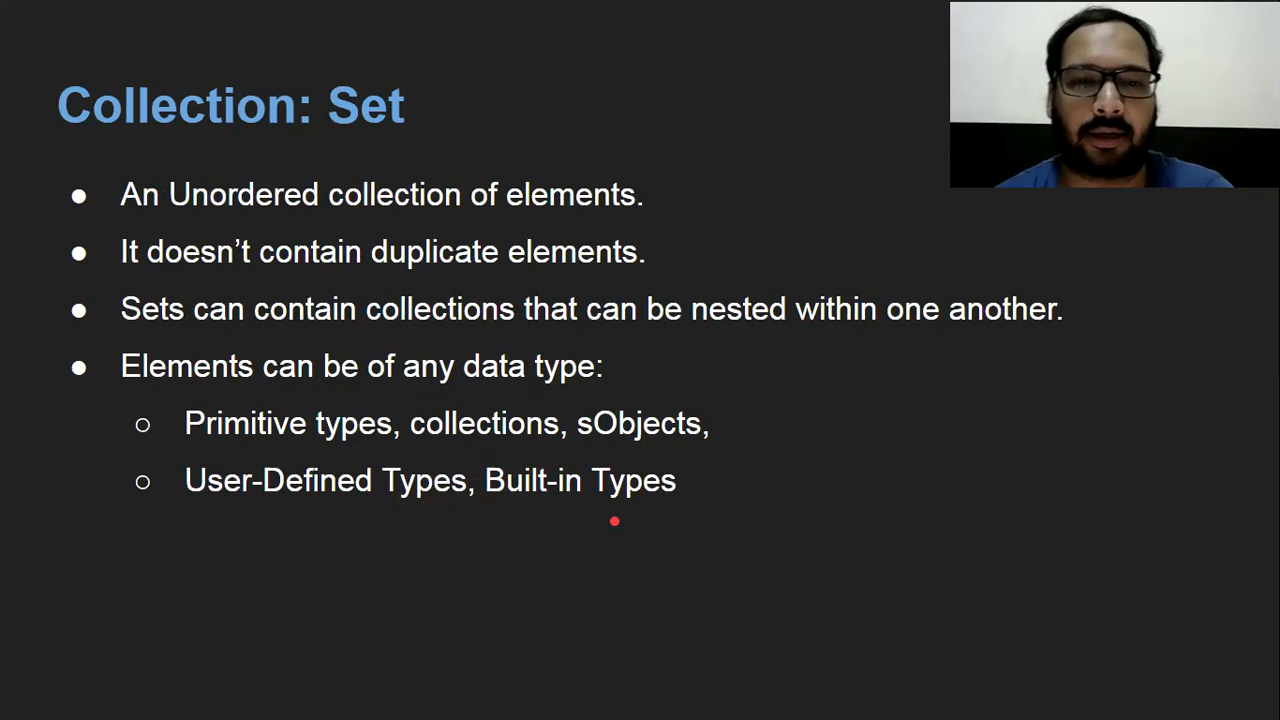 Collection: Set
● An Unordered collection of elements.
● It doesn’t contain duplicate elements.
● Sets can contain collections that can be nested within one another.
● Elements can be of any data type:
○ Primitive types, collections, sObjects,
○ User-Defined Types, Built-in Types